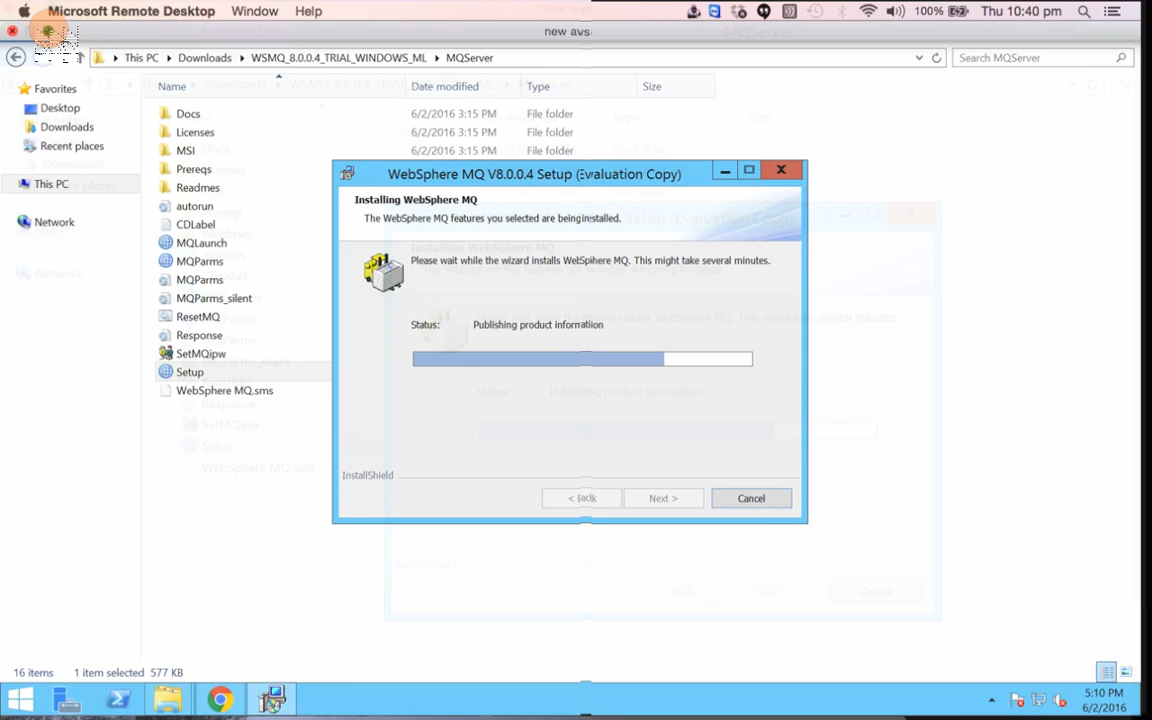 Microsoft Remote Desktop Window Help 100% Thu 10:40 pm
new avs
This PC Downloads WSMQ_8.0.0.4_TRIAL_WINDOWS_ML MQServer Search MQServer
Favorites
Desktop
Downloads
Recent places
This PC
Network
Name Date modified Type Size
Docs 6/2/2016 3:15 PM File folder
Licenses 6/2/2016 3:15 PM File folder
MSI 6/2/2016 3:15 PM File folder
Prereqs
Readmes
autorun
CDLabel
MQLaunch
MQParms
MQParms
MQParms_silent
ResetMQ
Response
SetMQipw
Setup
WebSphere MQ.sms
WebSphere MQ V8.0.0.4 Setup (Evaluation Copy)
Installing WebSphere MQ
The WebSphere MQ features you selected are being installed.
Please wait while the wizard installs WebSphere MQ. This might take several minutes.
Status: Publishing product information
InstallShield
< Back Next > Cancel
16 items 1 item selected 577 KB
5:10 PM
6/2/2016